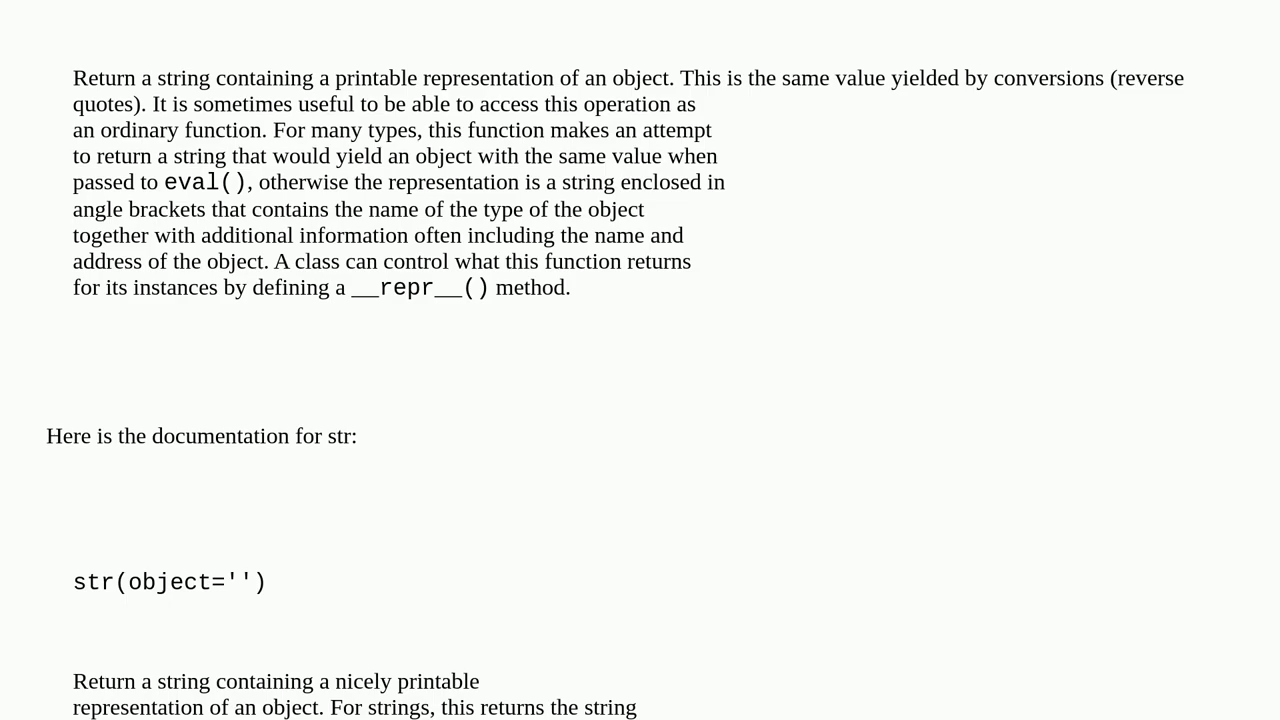 Return a string containing a printable representation of an object. This is the same value yielded by conversions (reverse
quotes). It is sometimes useful to be able to access this operation as
an ordinary function. For many types, this function makes an attempt
to return a string that would yield an object with the same value when
passed to eval(), otherwise the representation is a string enclosed in
angle brackets that contains the name of the type of the object
together with additional information often including the name and
address of the object. A class can control what this function returns
for its instances by defining a __repr__() method.
Here is the documentation for str:
str(object='')
Return a string containing a nicely printable
representation of an object. For strings, this returns the string